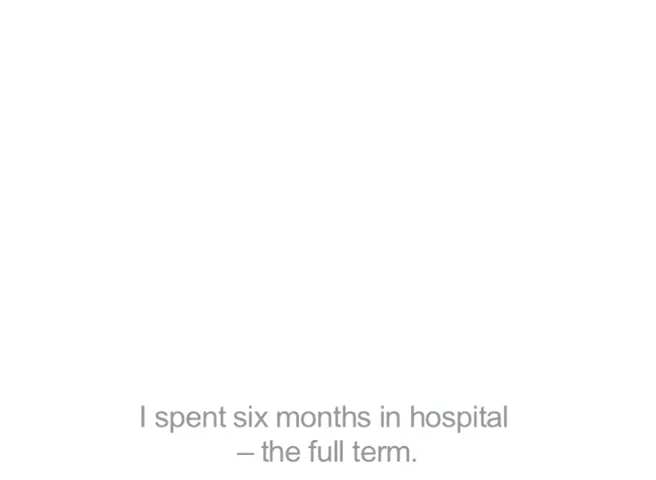 I spent six months in hospital
– the full term.